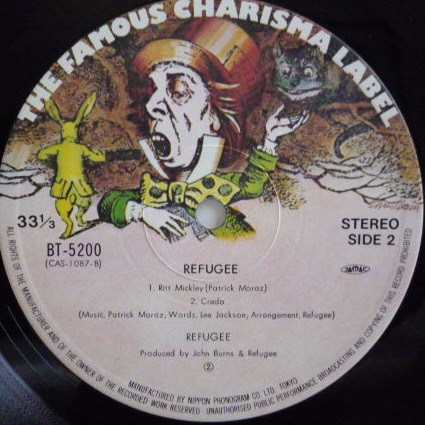 THE FAMOUS CHARISMA LABEL
33⅓
STEREO
SIDE 2
BT-5200
(CAS-1087-B)
REFUGEE
1. Ritt Mickley (Patrick Moraz)
2. Credo
(Music, Patrick Moraz; Words, Lee Jackson; Arrangement, Refugee)
REFUGEE
Produced by John Burns & Refugee
②
ALL RIGHTS OF THE MANUFACTURER AND OF THE OWNER OF THE RECORDED WORK RESERVED UNAUTHORISED PUBLIC PERFORMANCE BROADCASTING AND COPYING OF THIS RECORD PROHIBITED
MANUFACTURED BY NIPPON PHONOGRAM CO LTD. TOKYO